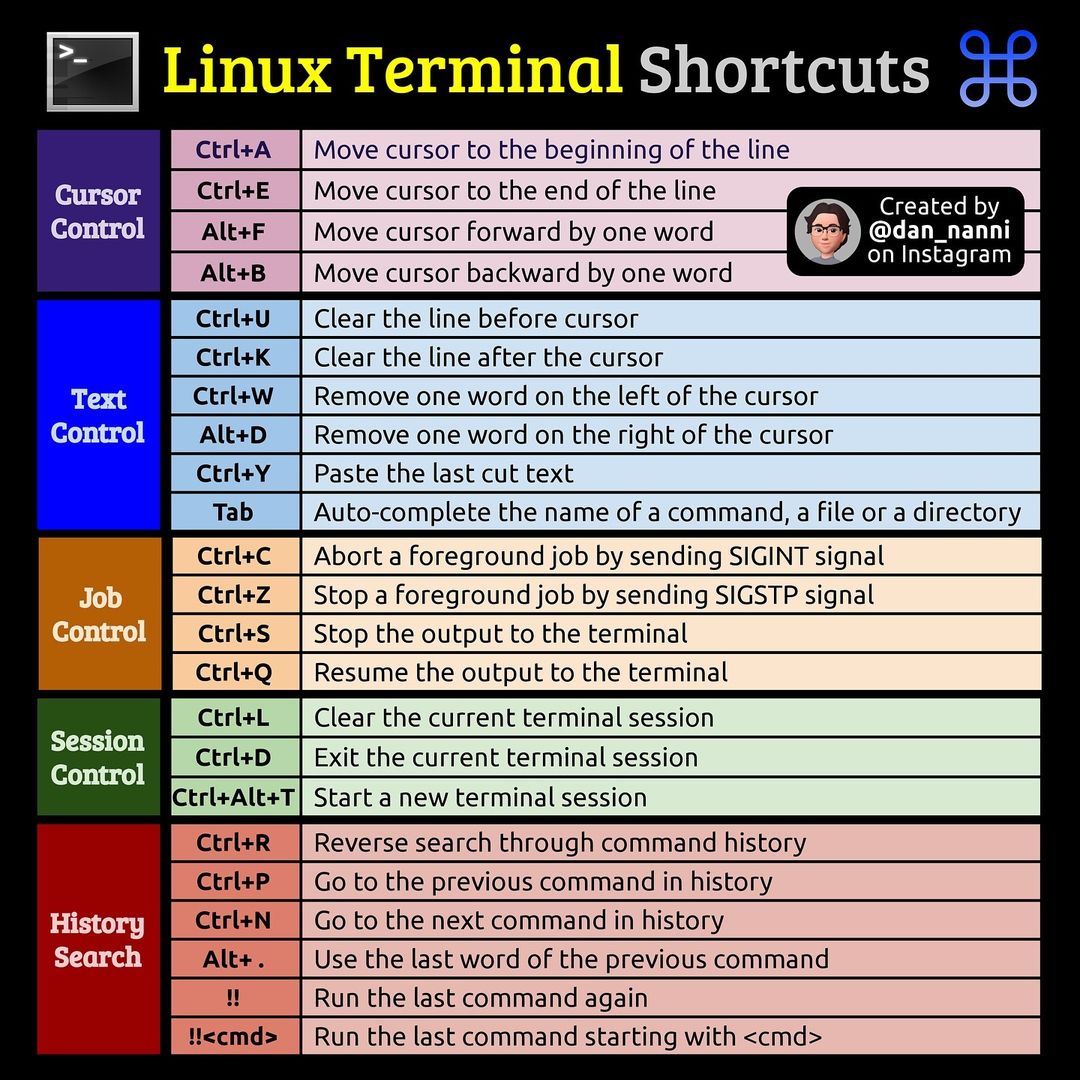 >_
Linux Terminal Shortcuts
Cursor
Control
Ctrl+A Move cursor to the beginning of the line
Ctrl+E Move cursor to the end of the line
Alt+F Move cursor forward by one word
Alt+B Move cursor backward by one word
Created by
@dan_nanni
on Instagram
Text
Control
Ctrl+U Clear the line before cursor
Ctrl+K Clear the line after the cursor
Ctrl+W Remove one word on the left of the cursor
Alt+D Remove one word on the right of the cursor
Ctrl+Y Paste the last cut text
Tab Auto-complete the name of a command, a file or a directory
Job
Control
Ctrl+C Abort a foreground job by sending SIGINT signal
Ctrl+Z Stop a foreground job by sending SIGSTP signal
Ctrl+S Stop the output to the terminal
Ctrl+Q Resume the output to the terminal
Session
Control
Ctrl+L Clear the current terminal session
Ctrl+D Exit the current terminal session
Ctrl+Alt+T Start a new terminal session
History
Search
Ctrl+R Reverse search through command history
Ctrl+P Go to the previous command in history
Ctrl+N Go to the next command in history
Alt+ . Use the last word of the previous command
!! Run the last command again
!!<cmd> Run the last command starting with <cmd>